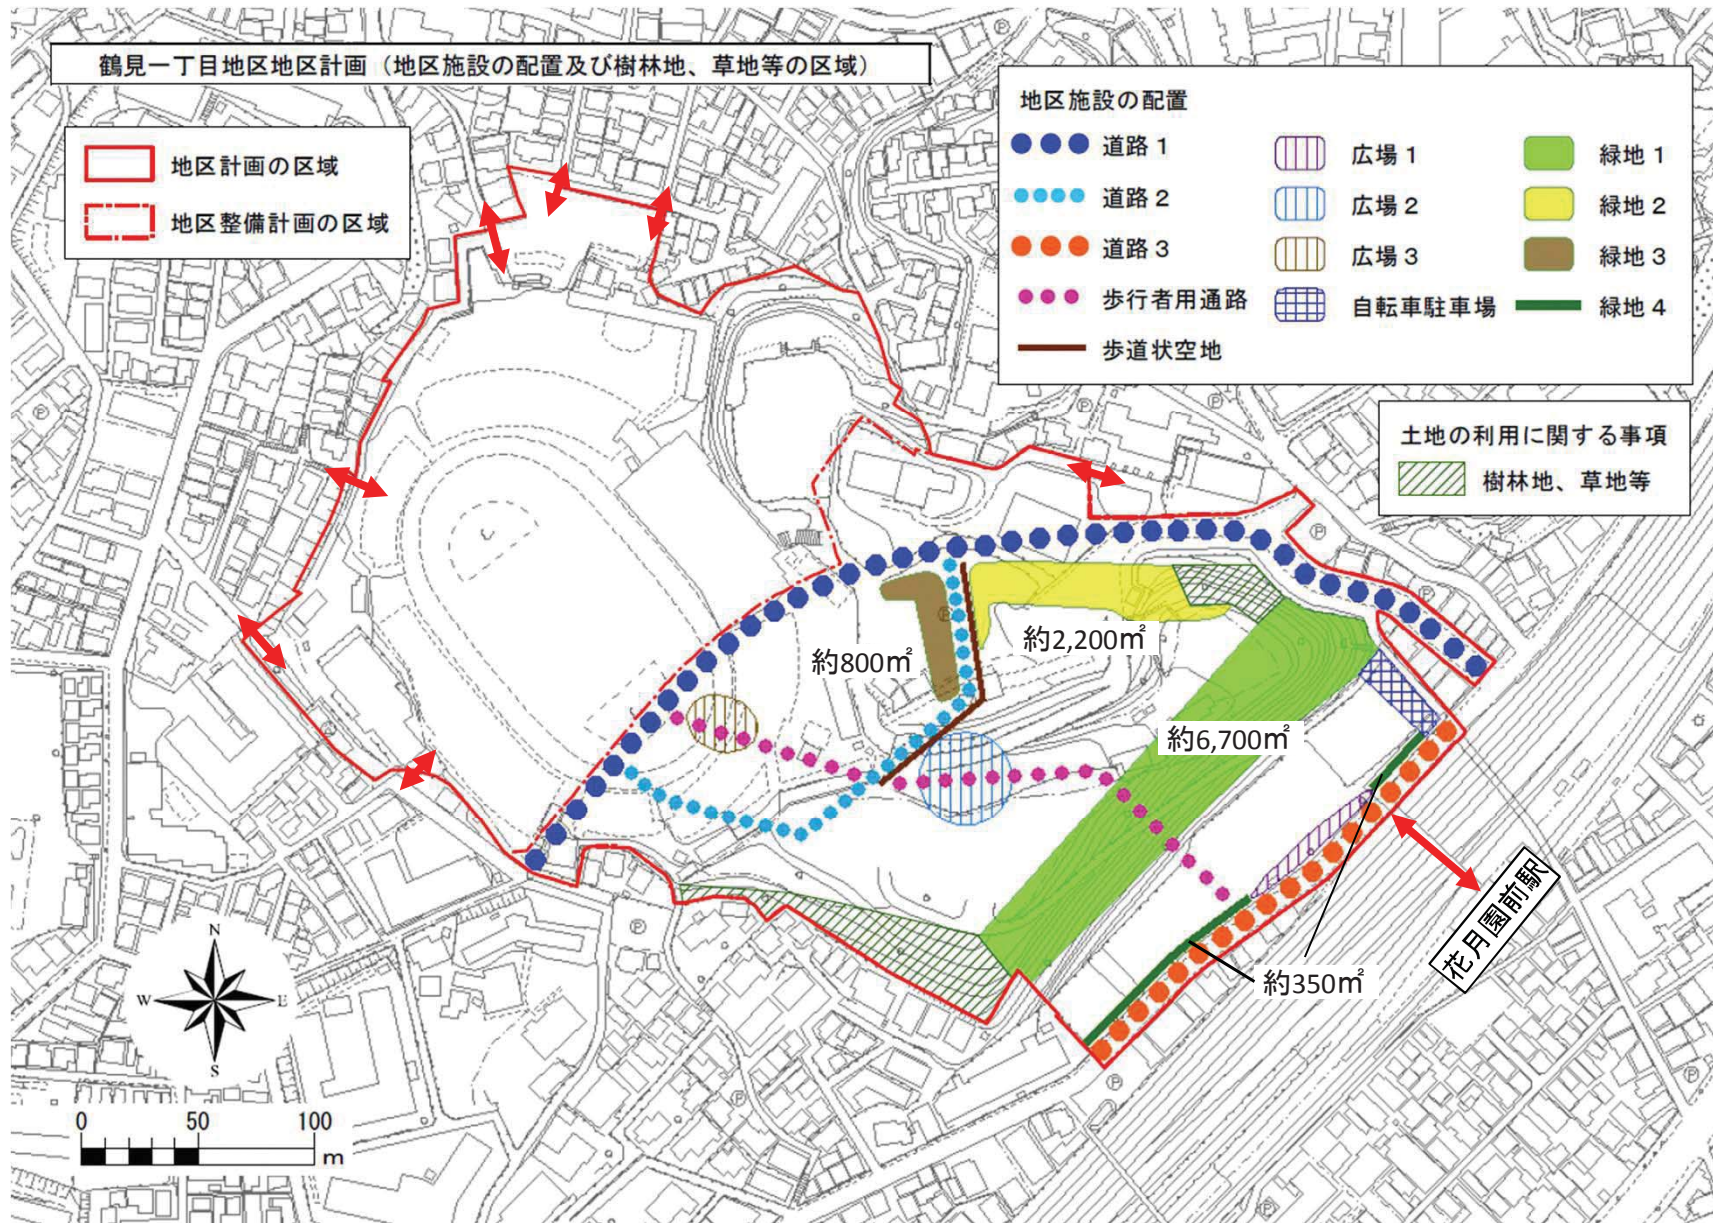 鶴見一丁目地区地区計画（地区施設の配置及び樹林地、草地等の区域）
地区計画の区域
地区整備計画の区域
地区施設の配置
道路1
道路2
道路3
歩行者用通路
歩道状空地
広場1
広場2
広場3
自転車駐車場
緑地1
緑地2
緑地3
緑地4
土地の利用に関する事項
樹林地、草地等
約800㎡
約2,200㎡
約6,700㎡
約350㎡
花月園前駅
N
W
E
S
0 50 100
m
P
P
P
P
P
P
P
P